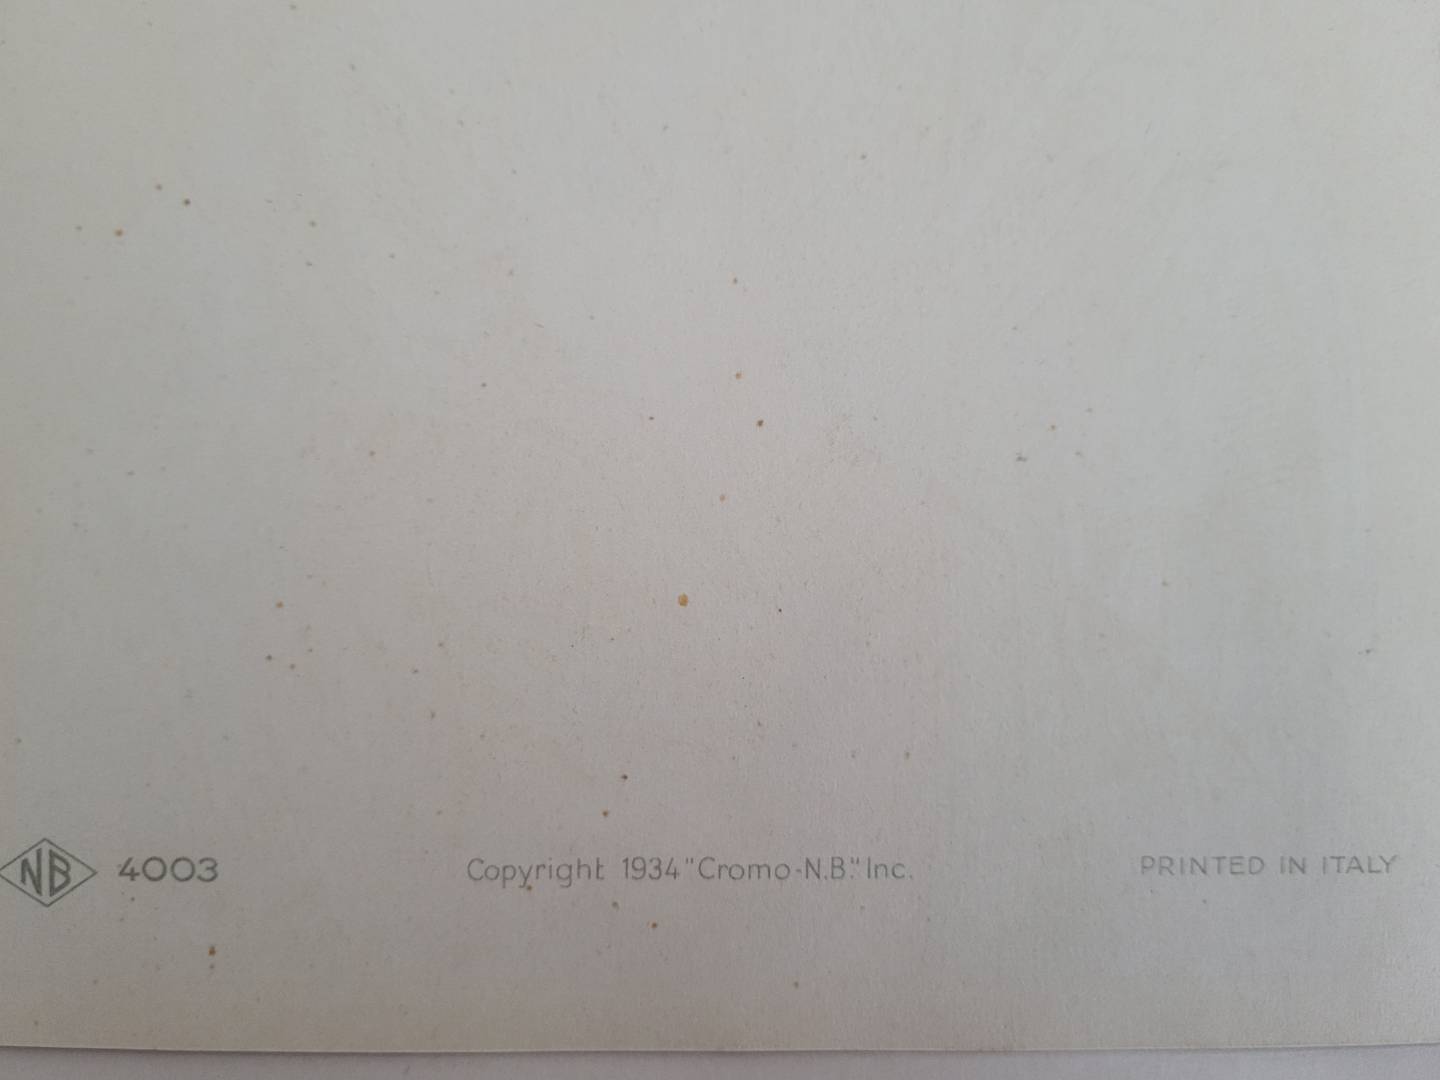 NB 4003 Copyright 1934 "Cromo-N.B." Inc. PRINTED IN ITALY